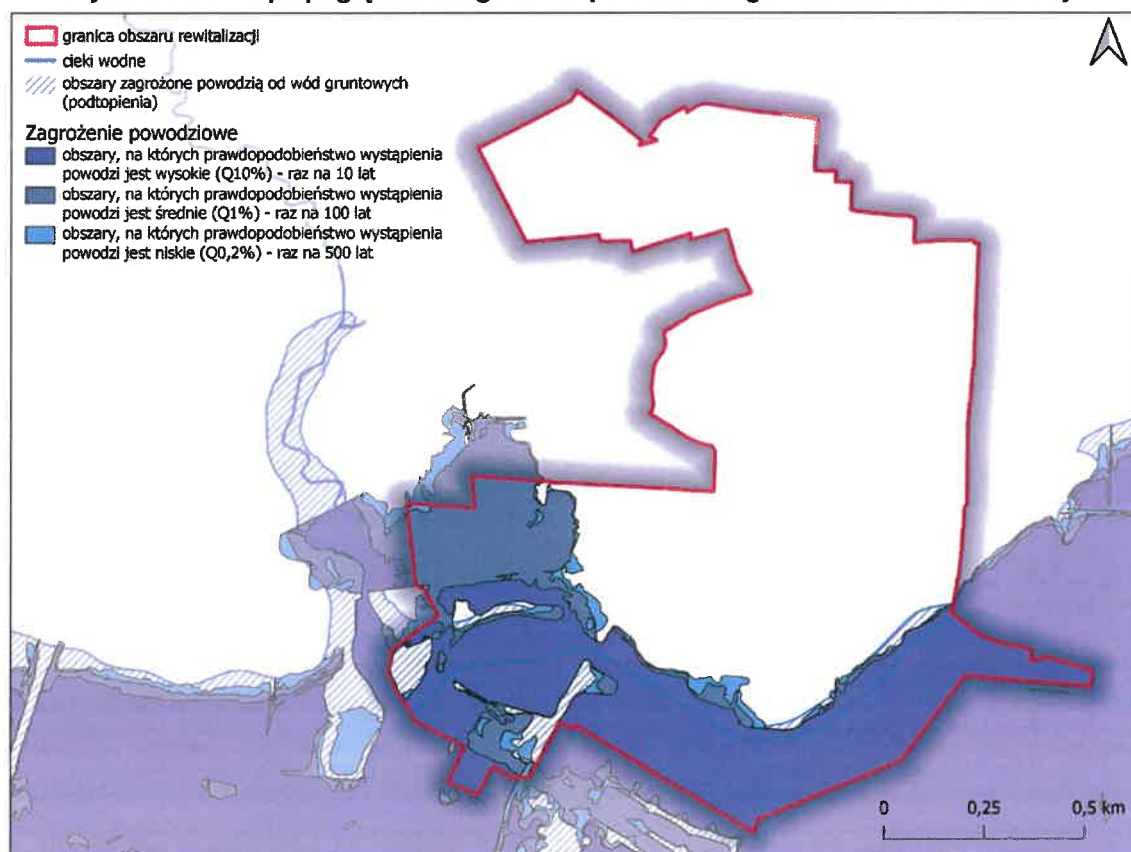 granica obszaru rewitalizacji
cieki wodne
obszary zagrożone powodzią od wód gruntowych
(podtopienia)
Zagrożenie powodziowe
obszary, na których prawdopodobieństwo wystąpienia
powodzi jest wysokie (Q10%) - raz na 10 lat
obszary, na których prawdopodobieństwo wystąpienia
powodzi jest średnie (Q1%) - raz na 100 lat
obszary, na których prawdopodobieństwo wystąpienia
powodzi jest niskie (Q0,2%) - raz na 500 lat
0 0,25 0,5 km